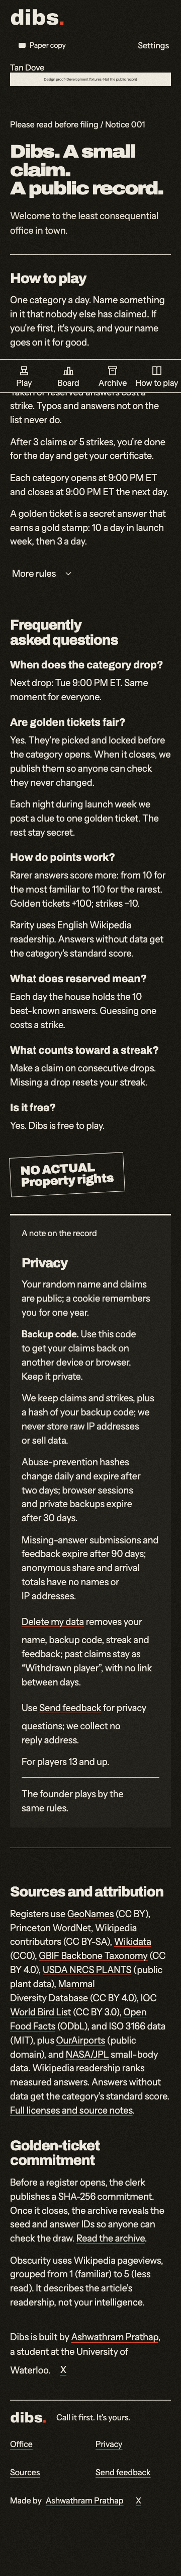 dibs.
Paper copy
Settings
Tan Dove
Design proof · Development fixtures · Not the public record.
Please read before filing / Notice 001
Dibs. A small
claim.
A public record.
Welcome to the least consequential
office in town.
How to play
One category a day. Name something
in it that nobody else has claimed. If
you're first, it's yours, and your name
goes on it for good.
Play
Board
Archive
How to play
Taken or reserved answers cost a
strike. Typos and answers not on the
list never do.
After 3 claims or 5 strikes, you're done
for the day and get your certificate.
Each category opens at 9:00 PM ET
and closes at 9:00 PM ET the next day.
A golden ticket is a secret answer that
earns a gold stamp: 10 a day in launch
week, then 3 a day.
More rules
Frequently
asked questions
When does the category drop?
Next drop: Tue 9:00 PM ET. Same
moment for everyone.
Are golden tickets fair?
Yes. They're picked and locked before
the category opens. When it closes, we
publish them so anyone can check
they never changed.
Each night during launch week we
post a clue to one golden ticket. The
rest stay secret.
How do points work?
Rarer answers score more: from 10 for
the most familiar to 110 for the rarest.
Golden tickets +100; strikes −10.
Rarity uses English Wikipedia
readership. Answers without data get
the category's standard score.
What does reserved mean?
Each day the house holds the 10
best-known answers. Guessing one
costs a strike.
What counts toward a streak?
Make a claim on consecutive drops.
Missing a drop resets your streak.
Is it free?
Yes. Dibs is free to play.
NO ACTUAL
Property rights
A note on the record
Privacy
Your random name and claims
are public; a cookie remembers
you for one year.
Backup code. Use this code
to get your claims back on
another device or browser.
Keep it private.
We keep claims and strikes, plus
a hash of your backup code; we
never store raw IP addresses
or sell data.
Abuse-prevention hashes
change daily and expire after
two days; browser sessions
and private backups expire
after 30 days.
Missing-answer submissions and
feedback expire after 90 days;
anonymous share and arrival
totals have no names or
IP addresses.
Delete my data removes your
name, backup code, streak and
feedback; past claims stay as
“Withdrawn player”, with no link
between days.
Use Send feedback for privacy
questions; we collect no
reply address.
For players 13 and up.
The founder plays by the
same rules.
Sources and attribution
Registers use GeoNames (CC BY),
Princeton WordNet, Wikipedia
contributors (CC BY-SA), Wikidata
(CC0), GBIF Backbone Taxonomy (CC
BY 4.0), USDA NRCS PLANTS (public
plant data), Mammal
Diversity Database (CC BY 4.0), IOC
World Bird List (CC BY 3.0), Open
Food Facts (ODbL), and ISO 3166 data
(MIT), plus OurAirports (public
domain), and NASA/JPL small-body
data. Wikipedia readership ranks
measured answers. Answers without
data get the category's standard score.
Full licenses and source notes.
Golden-ticket
commitment
Before a register opens, the clerk
publishes a SHA-256 commitment.
Once it closes, the archive reveals the
seed and answer IDs so anyone can
check the draw. Read the archive.
Obscurity uses Wikipedia pageviews,
grouped from 1 (familiar) to 5 (less
read). It describes the article's
readership, not your intelligence.
Dibs is built by Ashwathram Prathap,
a student at the University of
Waterloo. X
dibs.
Call it first. It's yours.
Office
Privacy
Sources
Send feedback
Made by Ashwathram Prathap X